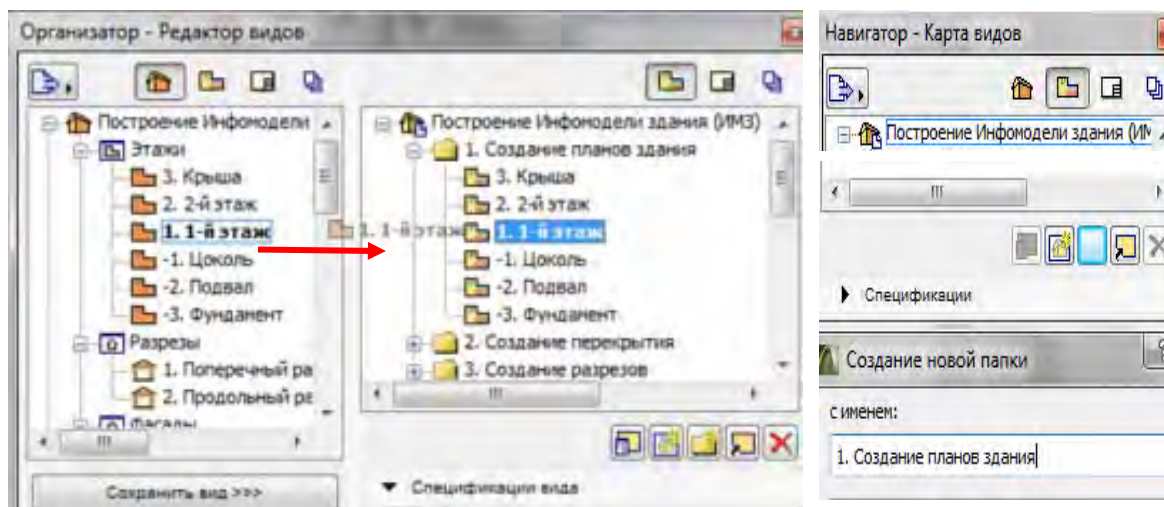 Организатор - Редактор видов
Построение Инфомодели
Этажи
3. Крыша
2. 2-й этаж
1. 1-й этаж
-1. Цоколь
-2. Подвал
-3. Фундамент
Разрезы
1. Поперечный ра
2. Продольный ре
Фасады
Сохранить вид >>>
Построение Инфомодели здания (ИМЗ)
1. Создание планов здания
3. Крыша
2. 2-й этаж
1. 1-й этаж
1. 1-й этаж
-1. Цоколь
-2. Подвал
-3. Фундамент
2. Создание перекрытия
3. Создание разрезов
Спецификации вида
Навигатор - Карта видов
Построение Инфомодели здания (ИМ
Спецификации
Создание новой папки
с именем:
1. Создание планов здания